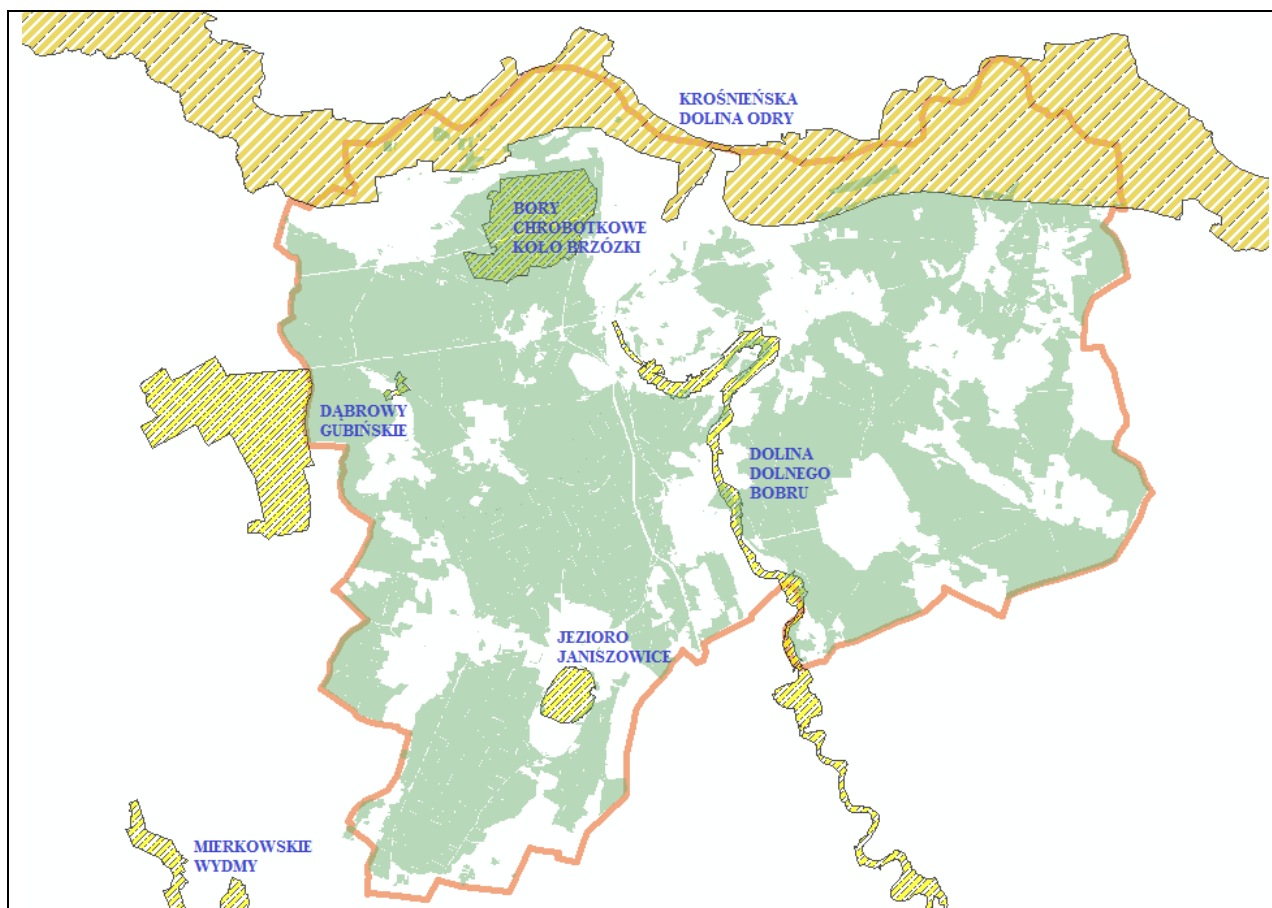 KROŚNIEŃSKA
DOLINA ODRY
BORY
CHROBOTKOWE
KOŁO BRZÓZKI
DĄBROWY
GUBIŃSKIE
DOLINA
DOLNEGO
BOBRU
JEZIORO
JANISZOWICE
MIERKOWSKIE
WYDMY